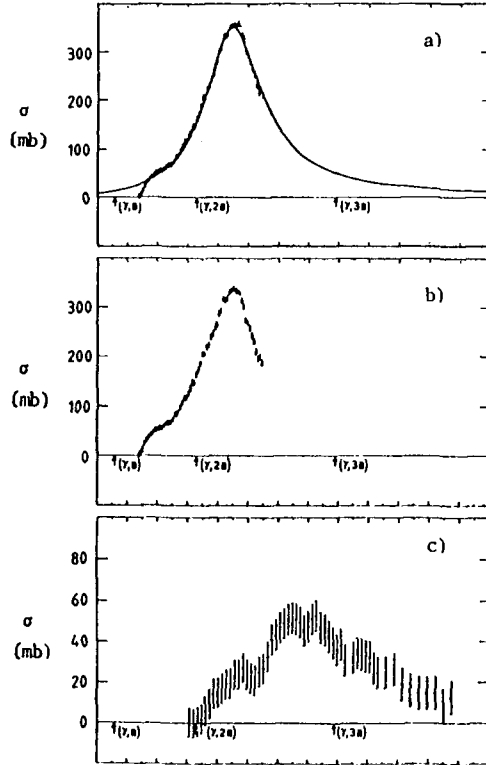 a)
300
200
σ
(mb)
100
0
↑(γ,n) ↑(γ,2n) ↑(γ,3n)
b)
300
200
σ
(mb)
100
0
↑(γ,n) ↑(γ,2n) ↑(γ,3n)
c)
80
60
σ
(mb)
40
20
0
↑(γ,n) ↑(γ,2n) ↑(γ,3n)